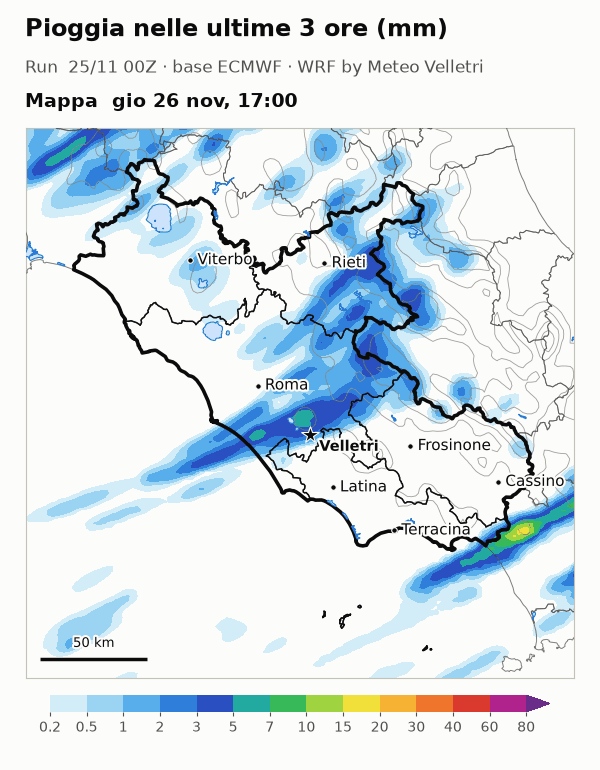 Pioggia nelle ultime 3 ore (mm)
Run 25/11 00Z · base ECMWF · WRF by Meteo Velletri
Mappa gio 26 nov, 17:00
Viterbo
Rieti
Roma
Velletri
Frosinone
Latina
Cassino
Terracina
50 km
0.2 0.5 1 2 3 5 7 10 15 20 30 40 60 80